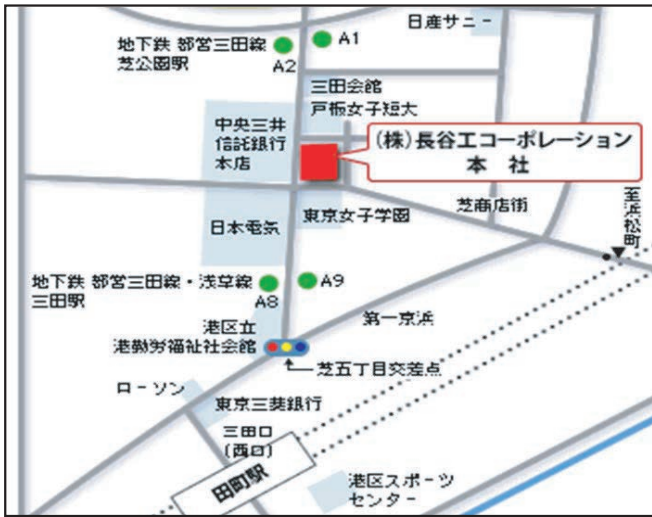 日産サニー
地下鉄 都営三田線
芝公園駅
A1
A2
三田会館
戸板女子短大
中央三井
信託銀行
本店
(株)長谷工コーポレーション
本 社
至浜松町
芝商店街
東京女子学園
日本電気
地下鉄 都営三田線・浅草線
三田駅
A9
A8
第一京浜
港区立
港勤労福祉社会館
芝五丁目交差点
ローソン
東京三菱銀行
三田口
(西口)
田町駅
港区スポーツ
センター